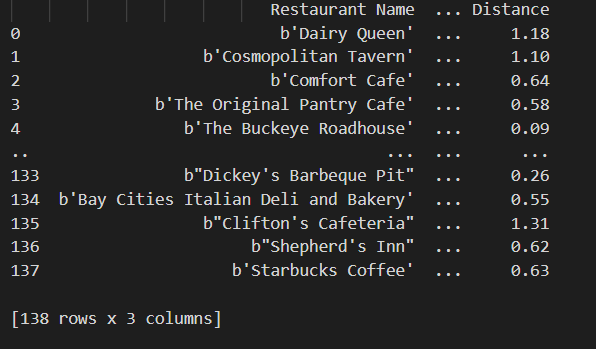 Restaurant Name ... Distance
0 b'Dairy Queen' ... 1.18
1 b'Cosmopolitan Tavern' ... 1.10
2 b'Comfort Cafe' ... 0.64
3 b'The Original Pantry Cafe' ... 0.58
4 b'The Buckeye Roadhouse' ... 0.09
.. ... ... ...
133 b"Dickey's Barbeque Pit" ... 0.26
134 b'Bay Cities Italian Deli and Bakery' ... 0.55
135 b"Clifton's Cafeteria" ... 1.31
136 b"Shepherd's Inn" ... 0.62
137 b'Starbucks Coffee' ... 0.63
[138 rows x 3 columns]